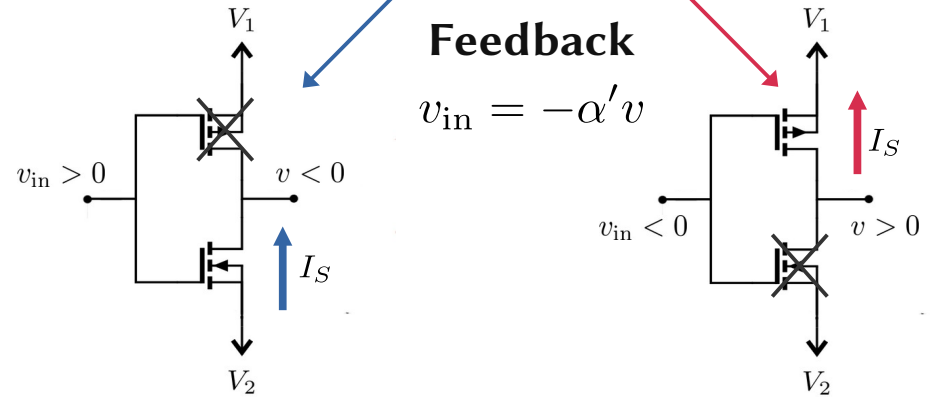 V₁
Feedback
V₁
v_in = −α′v
v_in > 0
v < 0
I_S
v_in < 0
v > 0
I_S
V₂
V₂